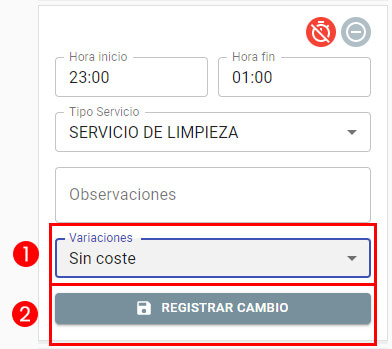 Hora inicio
Hora fin
23:00
01:00
Tipo Servicio
SERVICIO DE LIMPIEZA
Observaciones
1
Variaciones
Sin coste
2
REGISTRAR CAMBIO